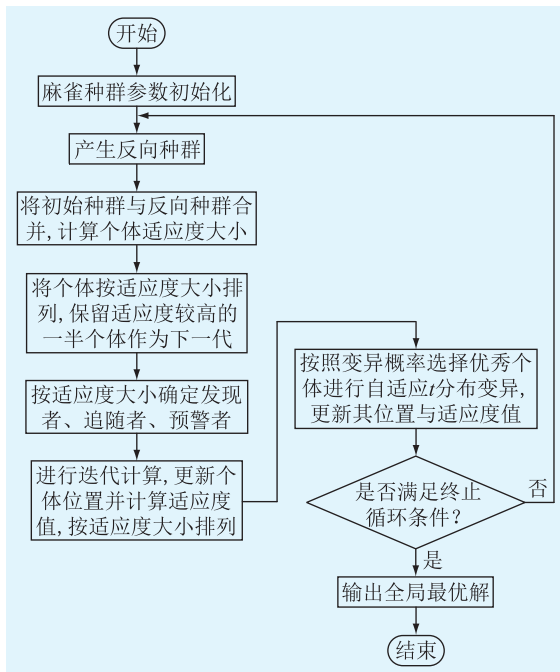 开始
麻雀种群参数初始化
产生反向种群
将初始种群与反向种群合
并,计算个体适应度大小
将个体按适应度大小排
列,保留适应度较高的
一半个体作为下一代
按适应度大小确定发现
者、追随者、预警者
进行迭代计算,更新个
体位置并计算适应度
值,按适应度大小排列
按照变异概率选择优秀个
体进行自适应t分布变异,
更新其位置与适应度值
是否满足终止
循环条件?
否
是
输出全局最优解
结束